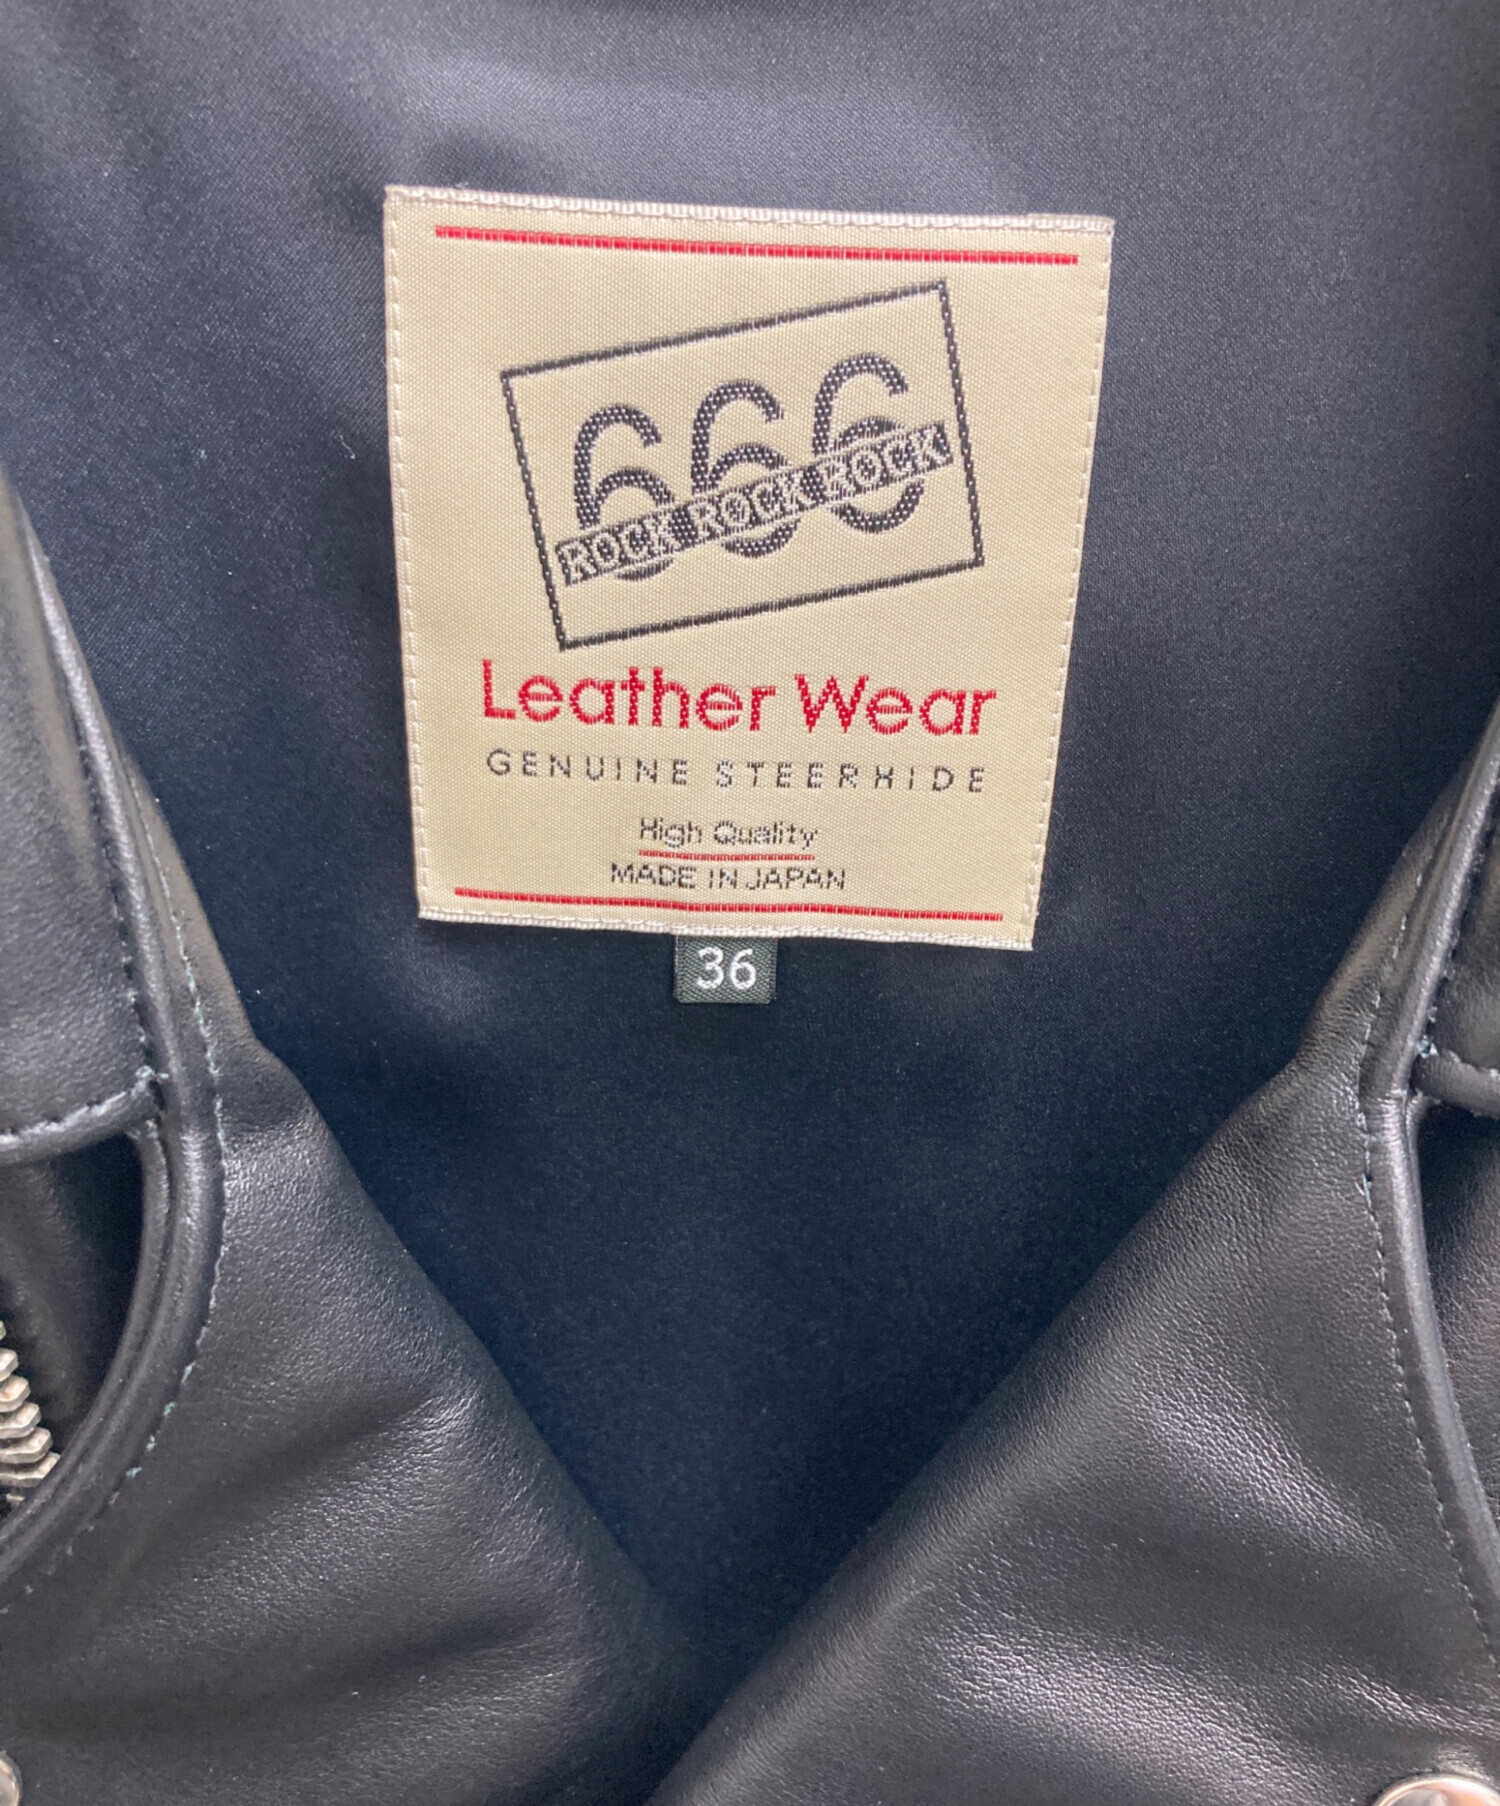 666
ROCK ROCK ROCK
Leather Wear
GENUINE STEERHIDE
High Quality
MADE IN JAPAN
36